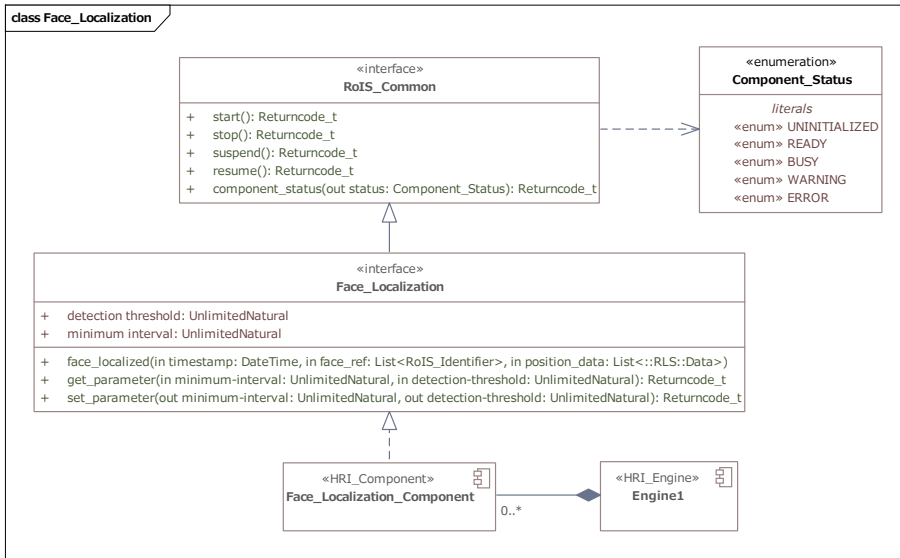 class Face_Localization
«interface»
RoIS_Common
+ start(): Returncode_t
+ stop(): Returncode_t
+ suspend(): Returncode_t
+ resume(): Returncode_t
+ component_status(out status: Component_Status): Returncode_t
«enumeration»
Component_Status
literals
«enum» UNINITIALIZED
«enum» READY
«enum» BUSY
«enum» WARNING
«enum» ERROR
«interface»
Face_Localization
+ detection threshold: UnlimitedNatural
+ minimum interval: UnlimitedNatural
+ face_localized(in timestamp: DateTime, in face_ref: List<RoIS_Identifier>, in position_data: List<::RLS::Data>)
+ get_parameter(in minimum-interval: UnlimitedNatural, in detection-threshold: UnlimitedNatural): Returncode_t
+ set_parameter(out minimum-interval: UnlimitedNatural, out detection-threshold: UnlimitedNatural): Returncode_t
«HRI_Component»
Face_Localization_Component
0..*
«HRI_Engine»
Engine1